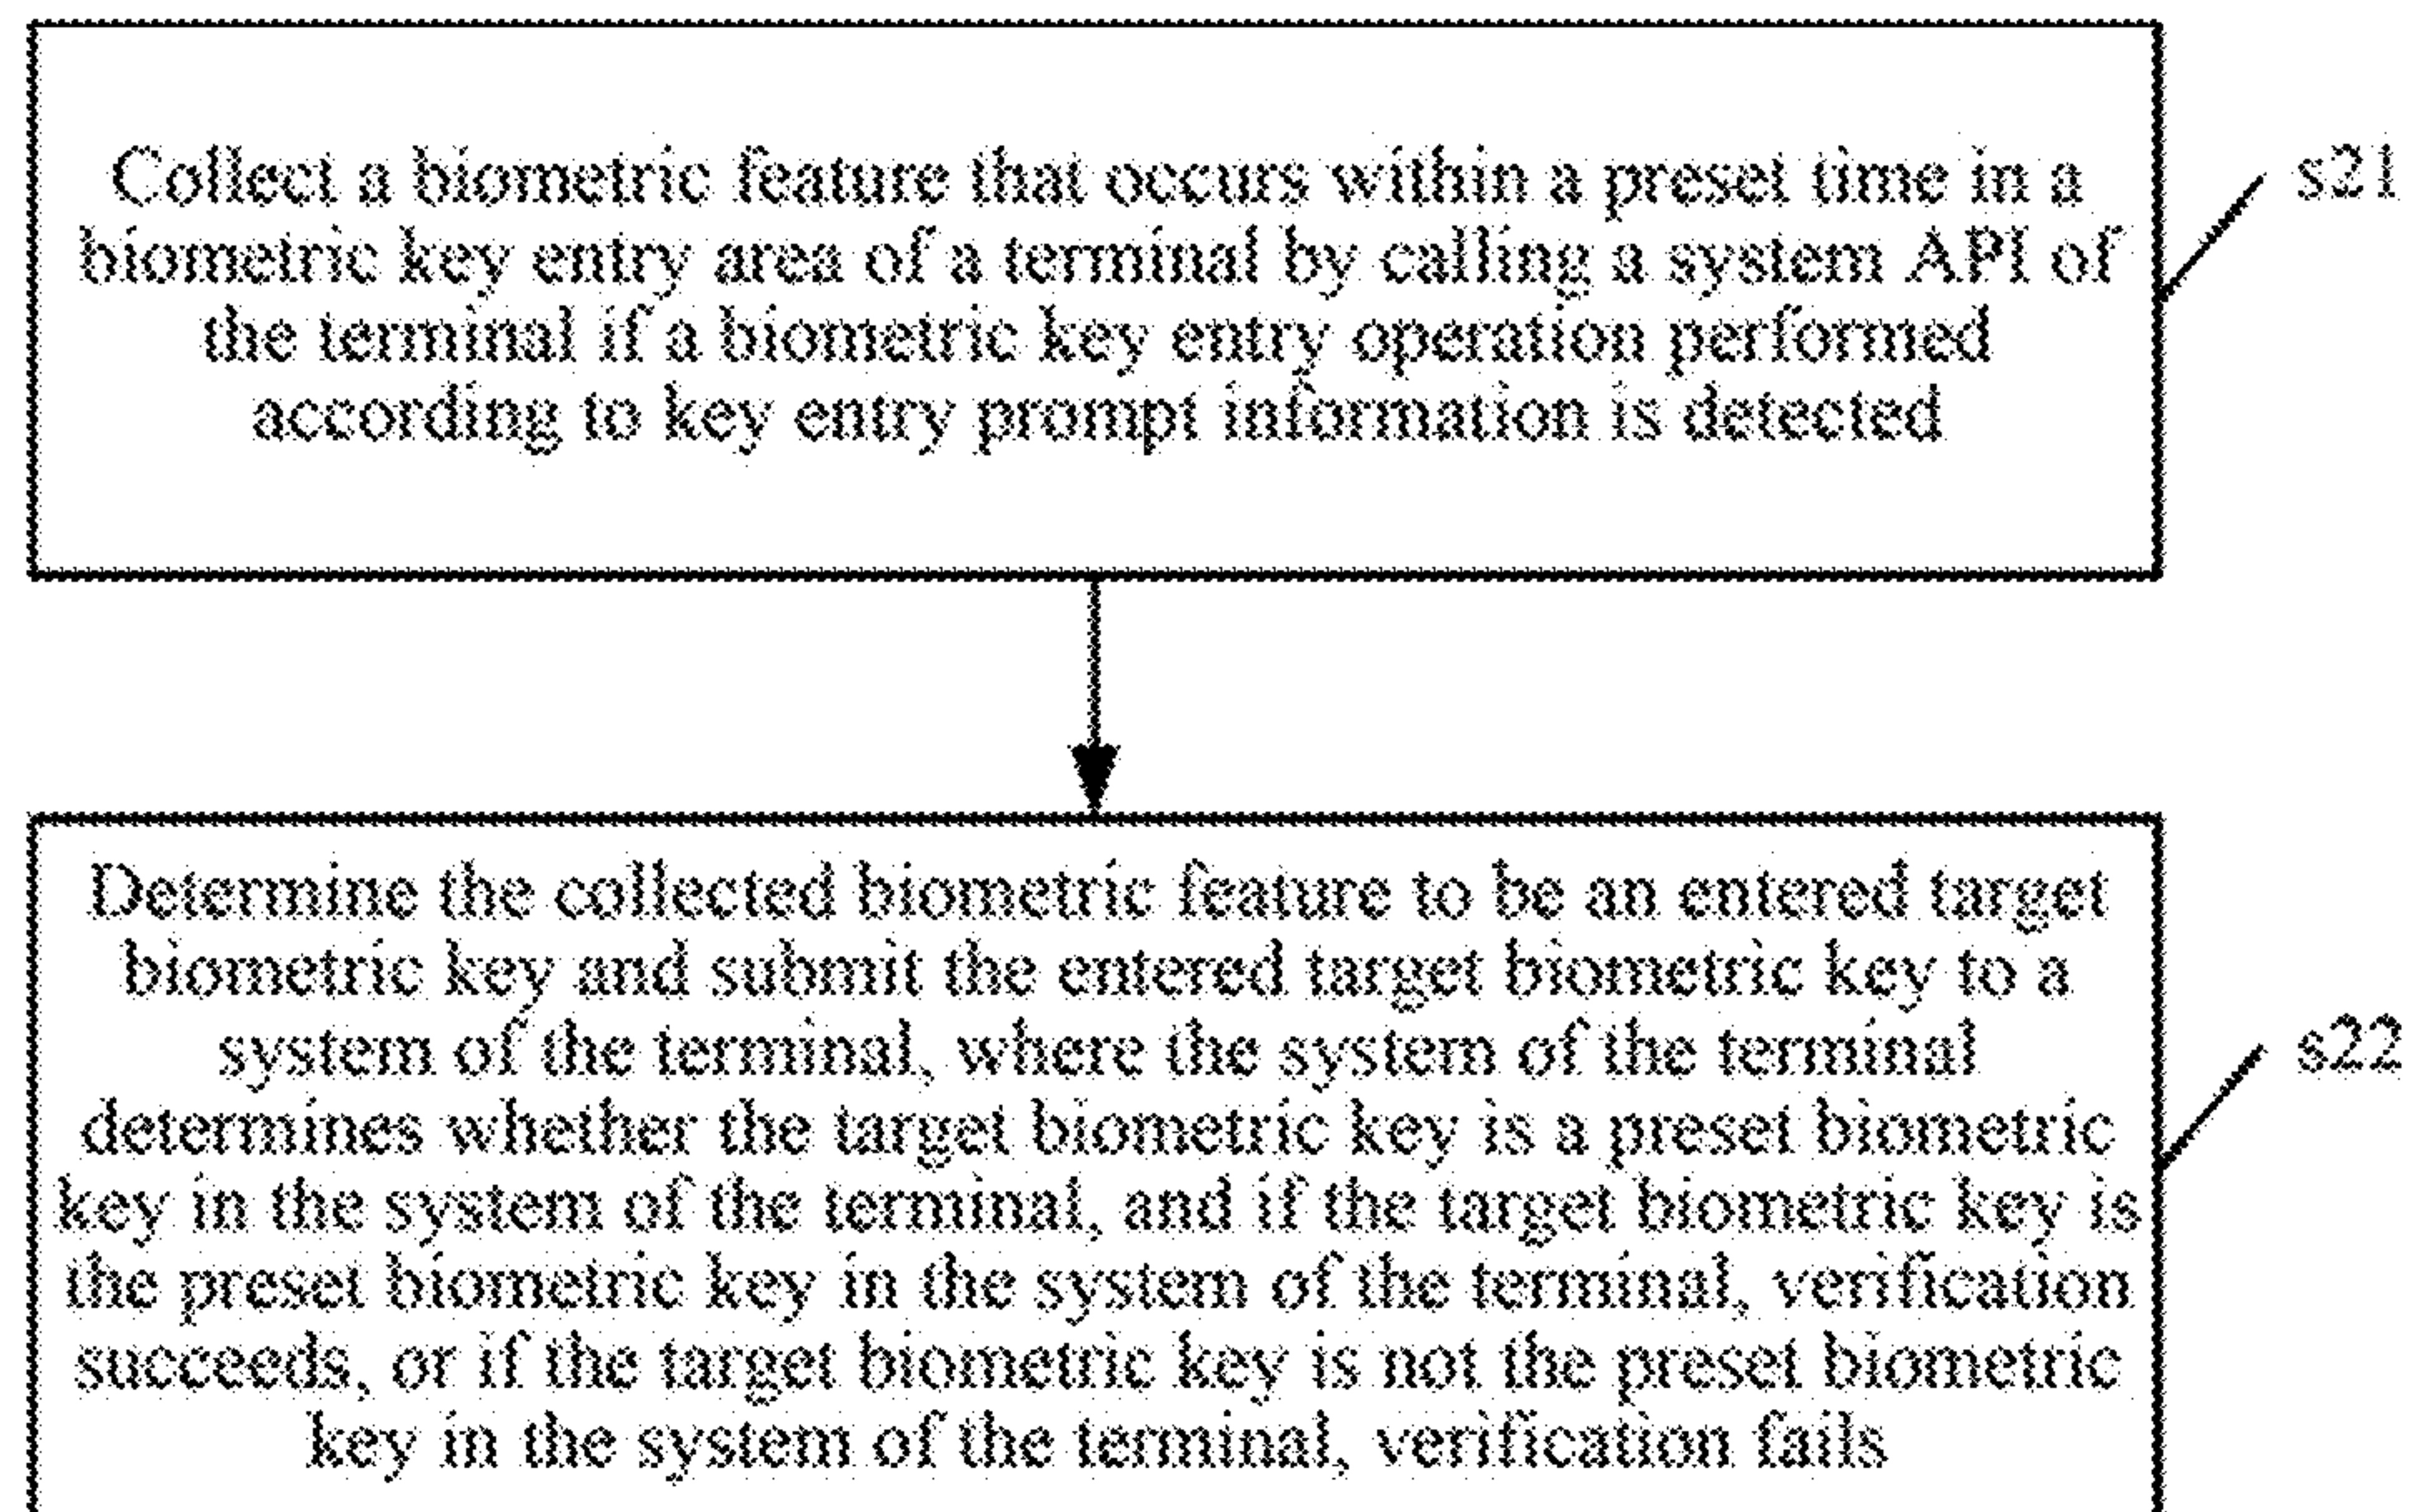 Collect a biometric feature that occurs within a preset time in a
biometric key entry area of a terminal by calling a system API of
the terminal if a biometric key entry operation performed
according to key entry prompt information is detected
s21
Determine the collected biometric feature to be an entered target
biometric key and submit the entered target biometric key to a
system of the terminal, where the system of the terminal
determines whether the target biometric key is a preset biometric
key in the system of the terminal, and if the target biometric key is
the preset biometric key in the system of the terminal, verification
succeeds, or if the target biometric key is not the preset biometric
key in the system of the terminal, verification fails
s22